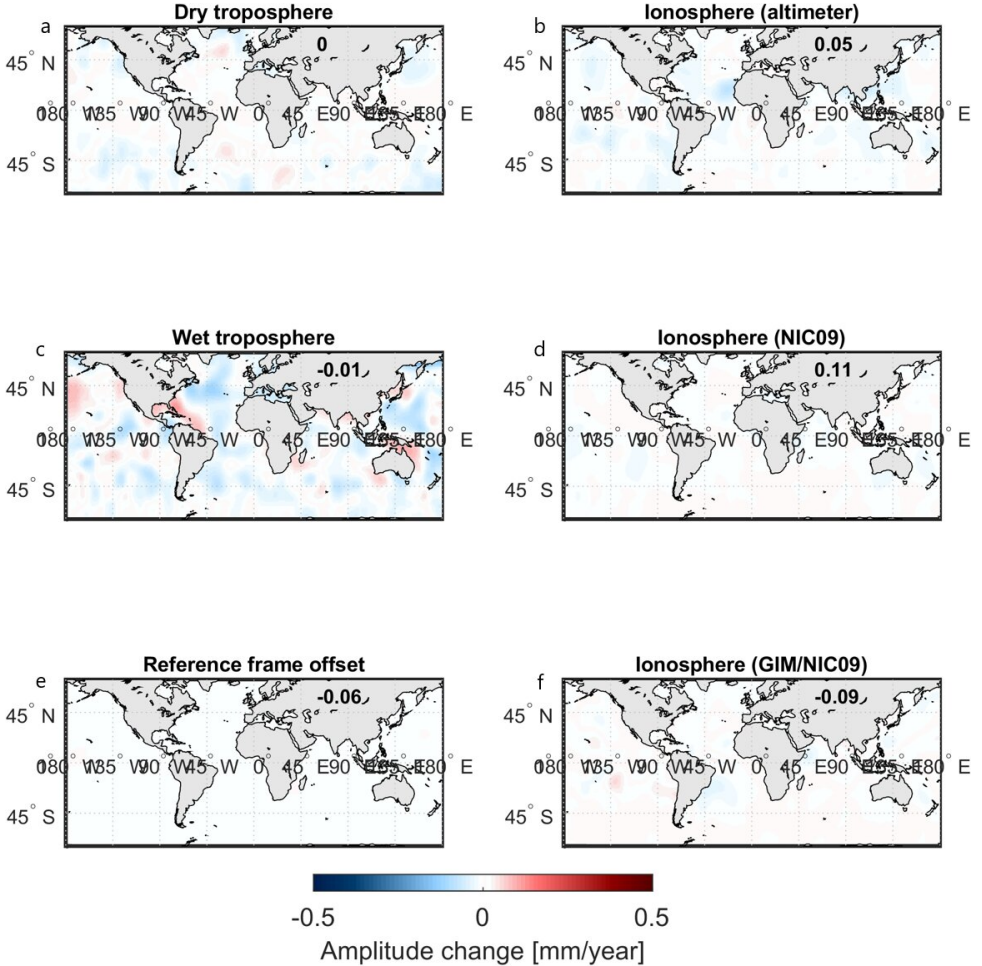 a
Dry troposphere
0
45° N
45° S
b
Ionosphere (altimeter)
0.05
45° N
45° S
c
Wet troposphere
-0.01
45° N
45° S
d
Ionosphere (NIC09)
0.11
45° N
45° S
e
Reference frame offset
-0.06
45° N
45° S
f
Ionosphere (GIM/NIC09)
-0.09
45° N
45° S
-0.5 0 0.5
Amplitude change [mm/year]